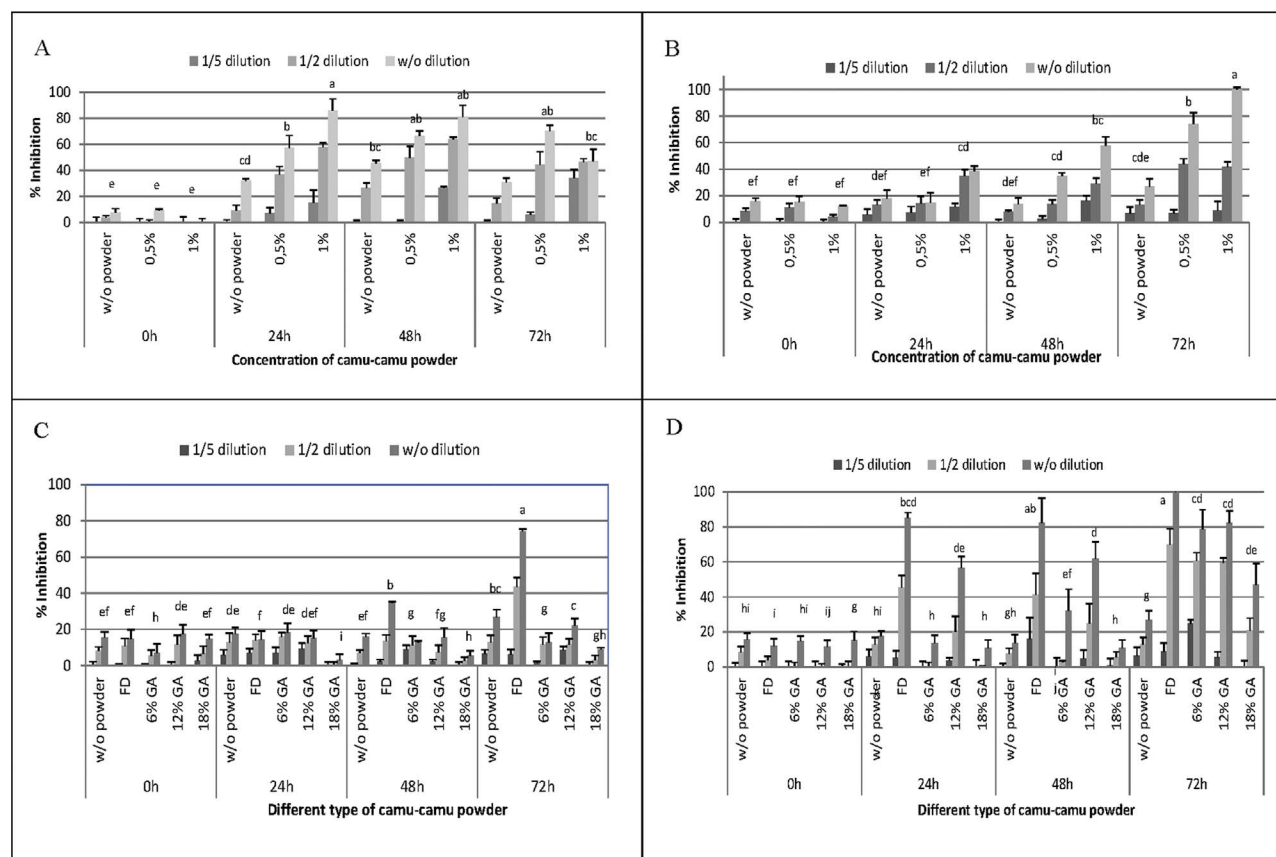 A
1/5 dilution 1/2 dilution w/o dilution
% Inhibition
100
80
60
40
20
0
e e e cd b a bc ab ab b bc
w/o powder 0,5% 1% w/o powder 0,5% 1% w/o powder 0,5% 1% w/o powder 0,5% 1%
0h 24h 48h 72h
Concentration of camu-camu powder
B
1/5 dilution 1/2 dilution w/o dilution
% Inhibition
100
80
60
40
20
0
ef ef ef def ef cd def cd bc cde b a
w/o powder 0,5% 1% w/o powder 0,5% 1% w/o powder 0,5% 1% w/o powder 0,5% 1%
0h 24h 48h 72h
Concentration of camu-camu powder
C
1/5 dilution 1/2 dilution w/o dilution
% Inhibition
100
80
60
40
20
0
ef ef h de ef de f de def i ef b g fg h bc a g c gh
w/o powder FD 6% GA 12% GA 18% GA w/o powder FD 6% GA 12% GA 18% GA w/o powder FD 6% GA 12% GA 18% GA w/o powder FD 6% GA 12% GA 18% GA
0h 24h 48h 72h
Different type of camu-camu powder
D
1/5 dilution 1/2 dilution w/o dilution
% Inhibition
100
80
60
40
20
0
hi i hi ij g hi bcd h de h gh ab ef d h g a cd cd de
w/o powder FD 6% GA 12% GA 18% GA w/o powder FD 6% GA 12% GA 18% GA w/o powder FD 6% GA 12% GA 18% GA w/o powder FD 6% GA 12% GA 18% GA
0h 24h 48h 72h
Different type of camu-camu powder